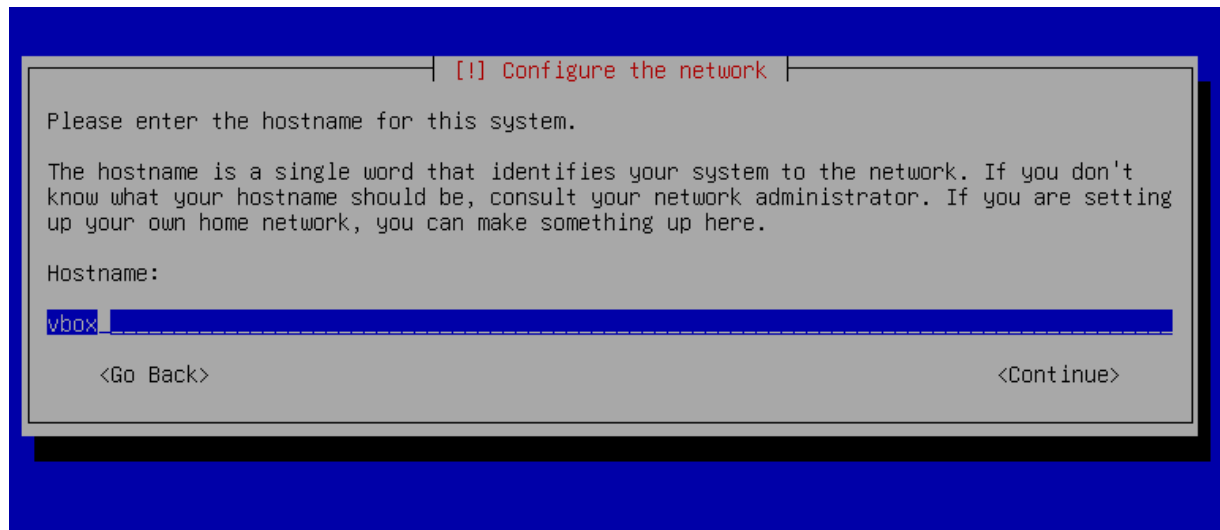 [!] Configure the network
Please enter the hostname for this system.
The hostname is a single word that identifies your system to the network. If you don't
know what your hostname should be, consult your network administrator. If you are setting
up your own home network, you can make something up here.
Hostname:
vbox
<Go Back> <Continue>